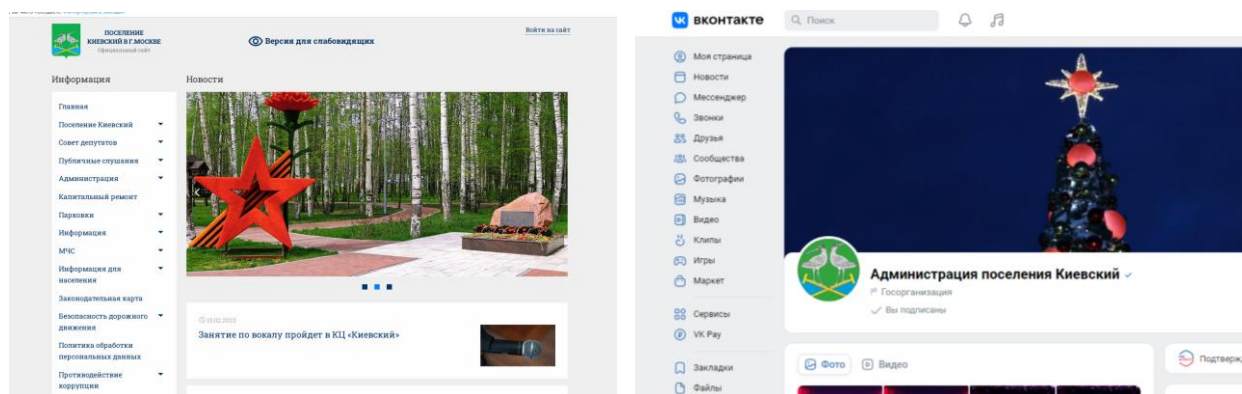 ПОСЕЛЕНИЕ
КИЕВСКИЙ В Г.МОСКВЕ
Официальный сайт
Версия для слабовидящих
Войти на сайт
Информация
Главная
Поселение Киевский
Совет депутатов
Публичные слушания
Администрация
Капитальный ремонт
Парковки
Информация
МЧС
Информация для
населения
Законодательная карта
Безопасность дорожного
движения
Политика обработки
персональных данных
Противодействие
коррупции
Новости
Занятие по вокалу пройдет в КЦ «Киевский»
вконтакте
Поиск
Моя страница
Новости
Мессенджер
Звонки
Друзья
Сообщества
Фотографии
Музыка
Видео
Клипы
Игры
Маркет
Сервисы
VK Pay
Закладки
Файлы
Администрация поселения Киевский
Госорганизация
Вы подписаны
Фото
Видео
Подтверж